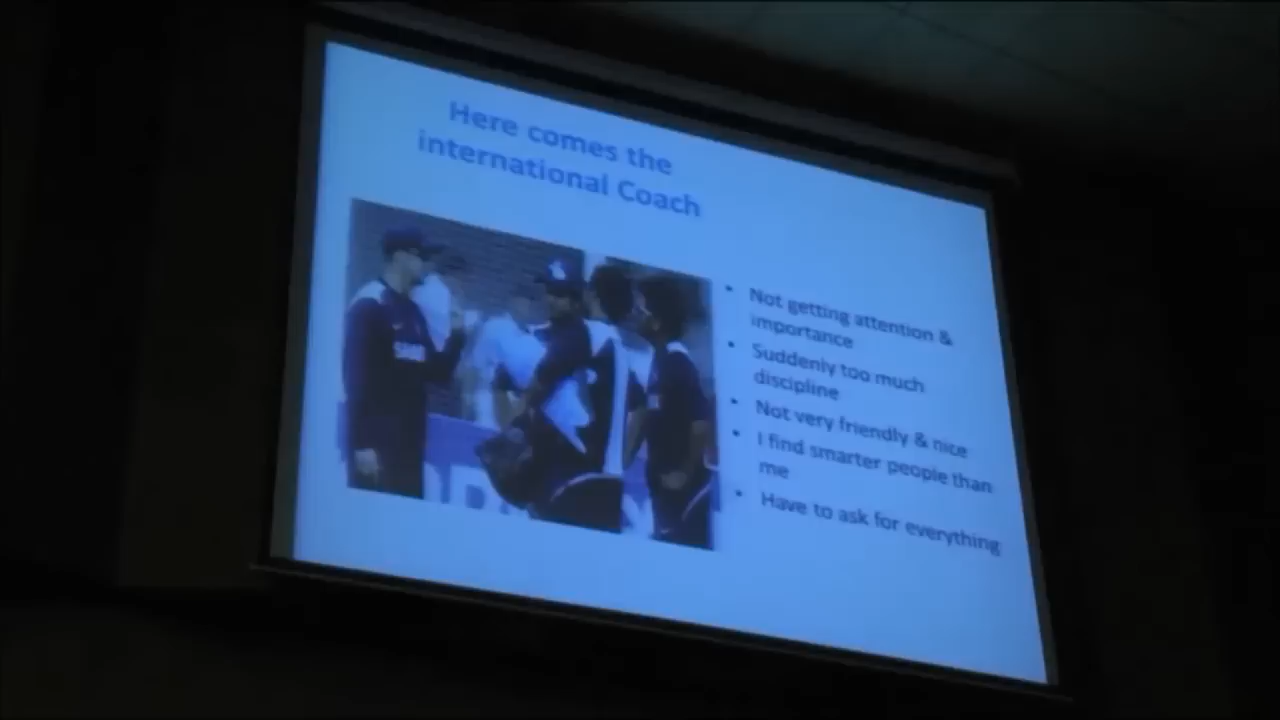 Here comes the
international Coach
• Not getting attention &
importance
• Suddenly too much
discipline
• Not very friendly & nice
• I find smarter people than
me
• Have to ask for everything